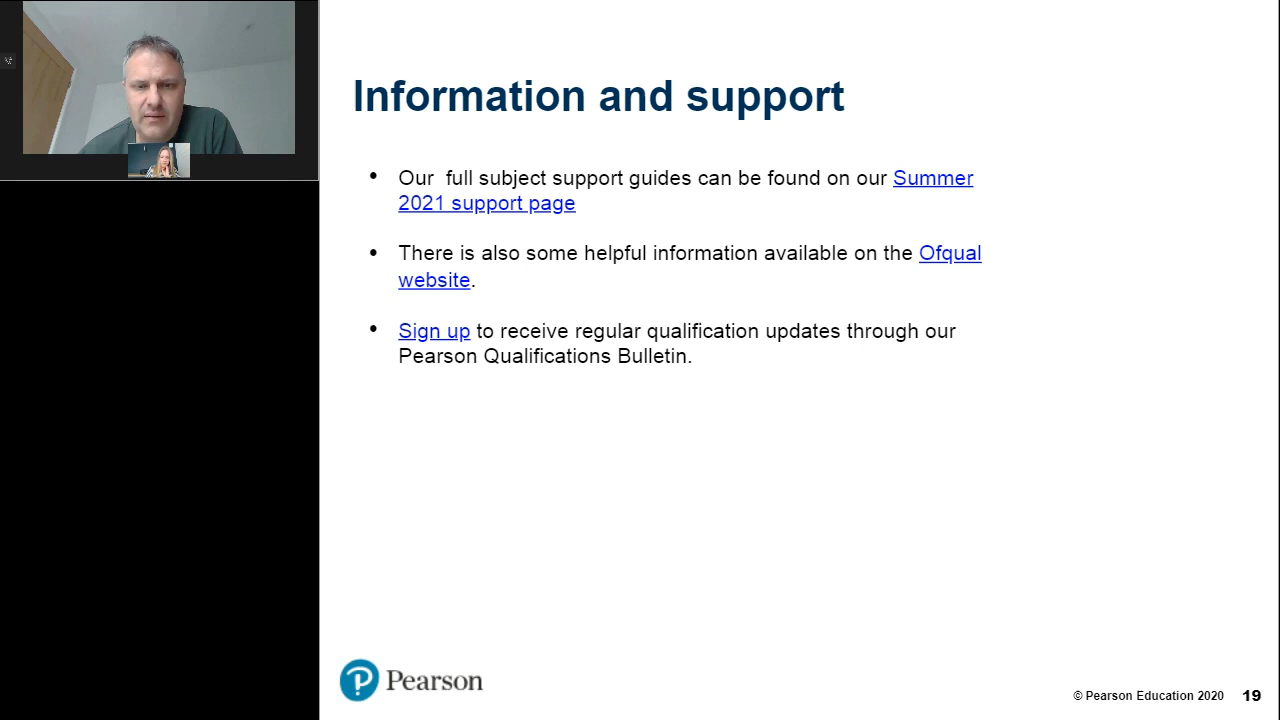 Information and support
• Our  full subject support guides can be found on our Summer
2021 support page
• There is also some helpful information available on the Ofqual
website.
• Sign up to receive regular qualification updates through our
Pearson Qualifications Bulletin.
Pearson
© Pearson Education 2020 19